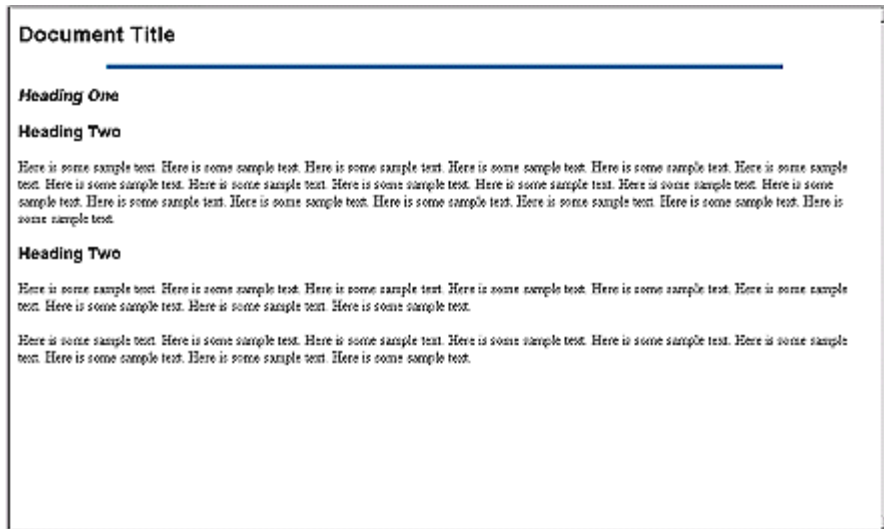 Document Title
Heading One
Heading Two
Here is some sample text. Here is some sample text. Here is some sample text. Here is some sample text. Here is some sample text. Here is some sample
text. Here is some sample text. Here is some sample text. Here is some sample text. Here is some sample text. Here is some sample text. Here is some
sample text. Here is some sample text. Here is some sample text. Here is some sample text. Here is some sample text. Here is some sample text. Here is
some sample text.
Heading Two
Here is some sample text. Here is some sample text. Here is some sample text. Here is some sample text. Here is some sample text. Here is some sample
text. Here is some sample text. Here is some sample text. Here is some sample text.
Here is some sample text. Here is some sample text. Here is some sample text. Here is some sample text. Here is some sample text. Here is some sample
text. Here is some sample text. Here is some sample text. Here is some sample text.